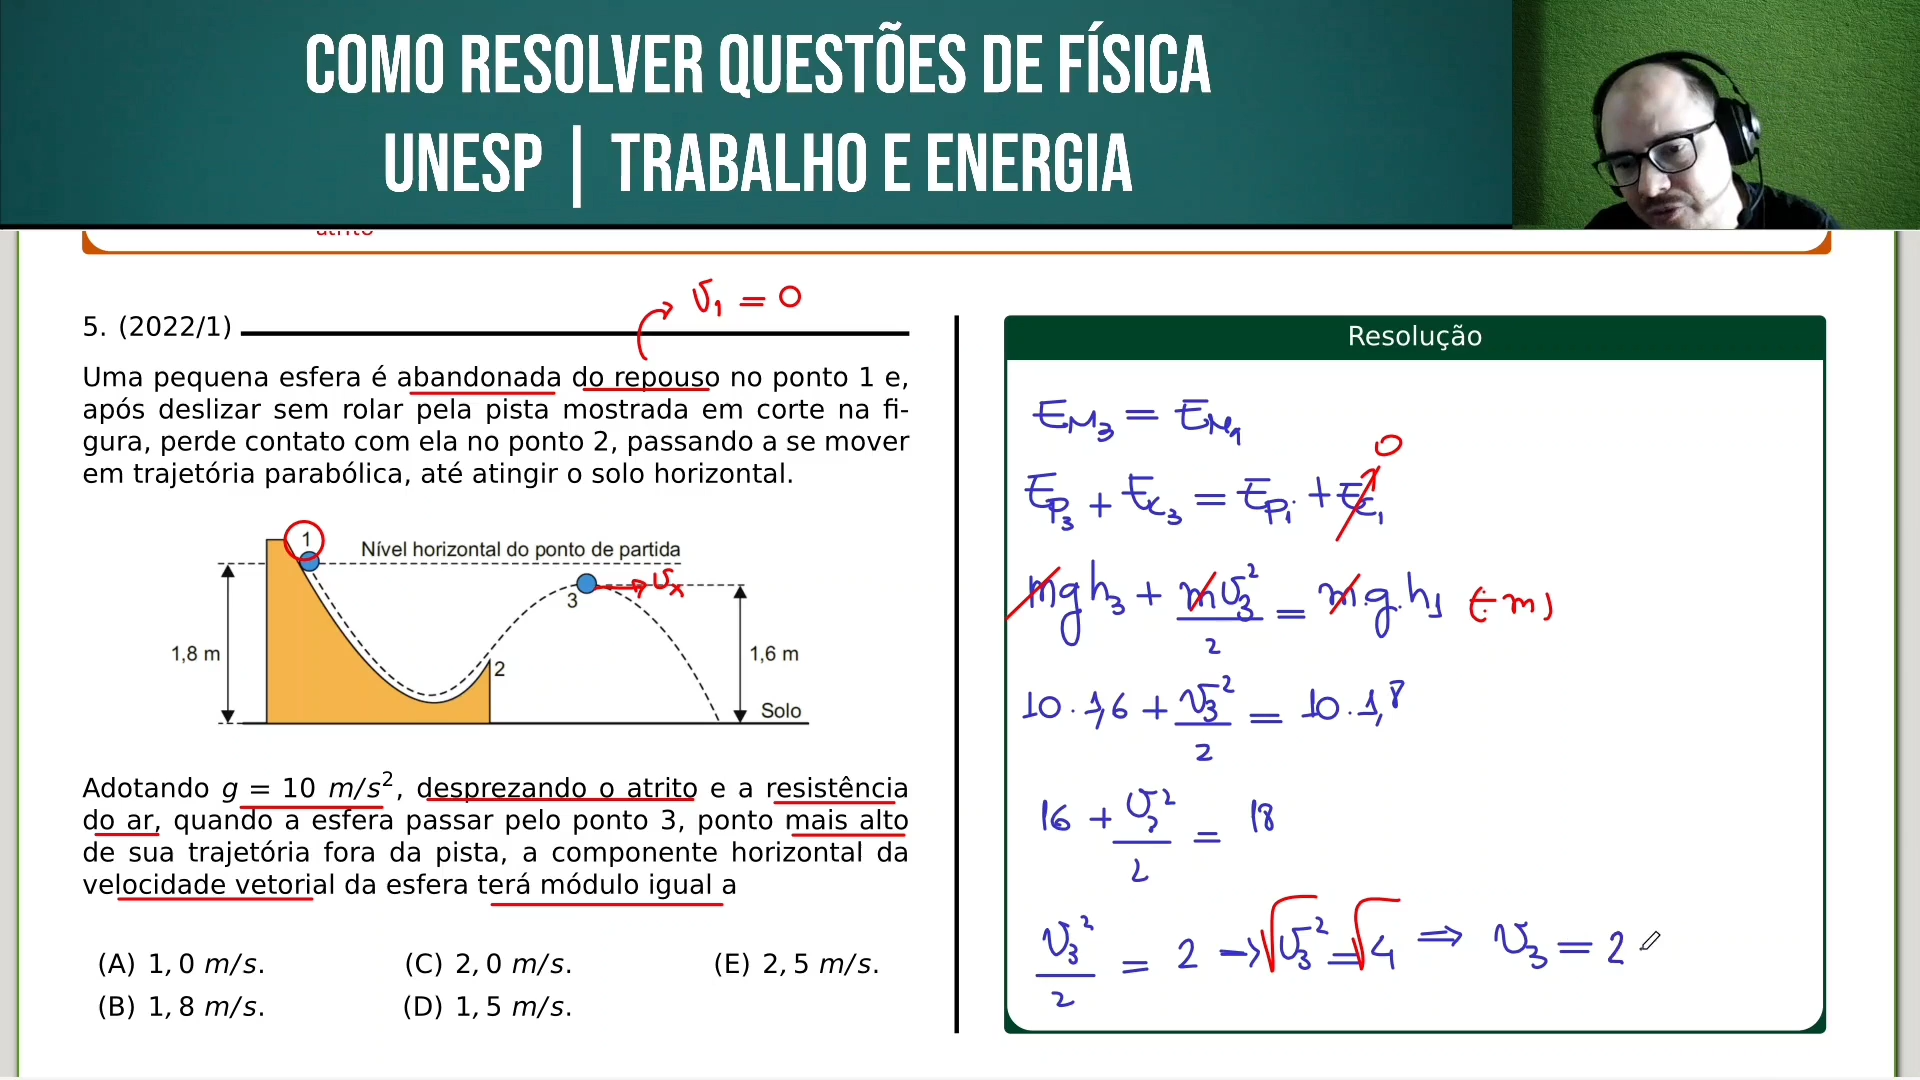 COMO RESOLVER QUESTÕES DE FÍSICA
UNESP | TRABALHO E ENERGIA
atrito
5. (2022/1)
v₁ = 0
Uma pequena esfera é abandonada do repouso no ponto 1 e,
após deslizar sem rolar pela pista mostrada em corte na fi-
gura, perde contato com ela no ponto 2, passando a se mover
em trajetória parabólica, até atingir o solo horizontal.
1
Nível horizontal do ponto de partida
vₓ
3
1,8 m
2
1,6 m
Solo
Adotando g = 10 m/s², desprezando o atrito e a resistência
do ar, quando a esfera passar pelo ponto 3, ponto mais alto
de sua trajetória fora da pista, a componente horizontal da
velocidade vetorial da esfera terá módulo igual a
(A) 1, 0 m/s. (C) 2, 0 m/s. (E) 2, 5 m/s.
(B) 1, 8 m/s. (D) 1, 5 m/s.
Resolução
E_M₃ = E_M₁
E_P₃ + E_C₃ = E_P₁ + E_C₁ 0
mgh₃ + mv₃²/2 = m.g.h₁ (÷m)
10 . 1,6 + v₃²/2 = 10 . 1,8
16 + v₃²/2 = 18
v₃²/2 = 2 → √v₃² = √4 ⇒ v₃ = 2